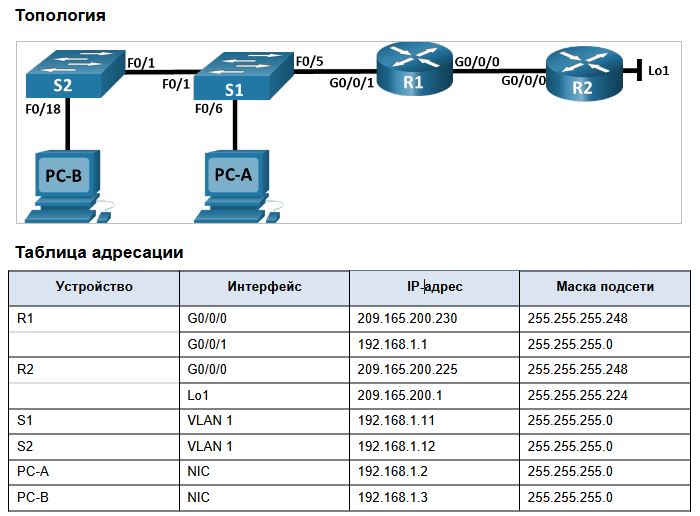 Топология
F0/1 F0/5 G0/0/0 Lo1
S2 F0/1 S1 G0/0/1 R1 G0/0/0 R2
F0/18 F0/6
PC-B PC-A
Таблица адресации
Устройство Интерфейс IP-адрес Маска подсети
R1 G0/0/0 209.165.200.230 255.255.255.248
G0/0/1 192.168.1.1 255.255.255.0
R2 G0/0/0 209.165.200.225 255.255.255.248
Lo1 209.165.200.1 255.255.255.224
S1 VLAN 1 192.168.1.11 255.255.255.0
S2 VLAN 1 192.168.1.12 255.255.255.0
PC-A NIC 192.168.1.2 255.255.255.0
PC-B NIC 192.168.1.3 255.255.255.0